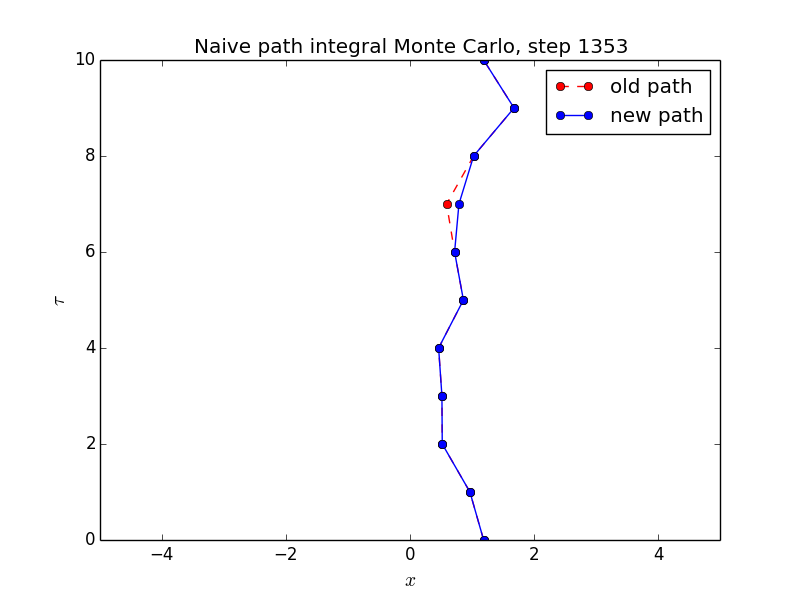 Naive path integral Monte Carlo, step 1353
old path
new path
10
8
6
4
2
0
τ
−4 −2 0 2 4
x